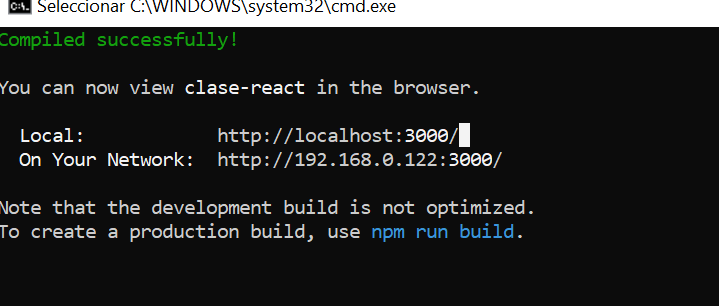 Seleccionar C:\WINDOWS\system32\cmd.exe
Compiled successfully!
You can now view clase-react in the browser.
Local: http://localhost:3000/
On Your Network: http://192.168.0.122:3000/
Note that the development build is not optimized.
To create a production build, use npm run build.